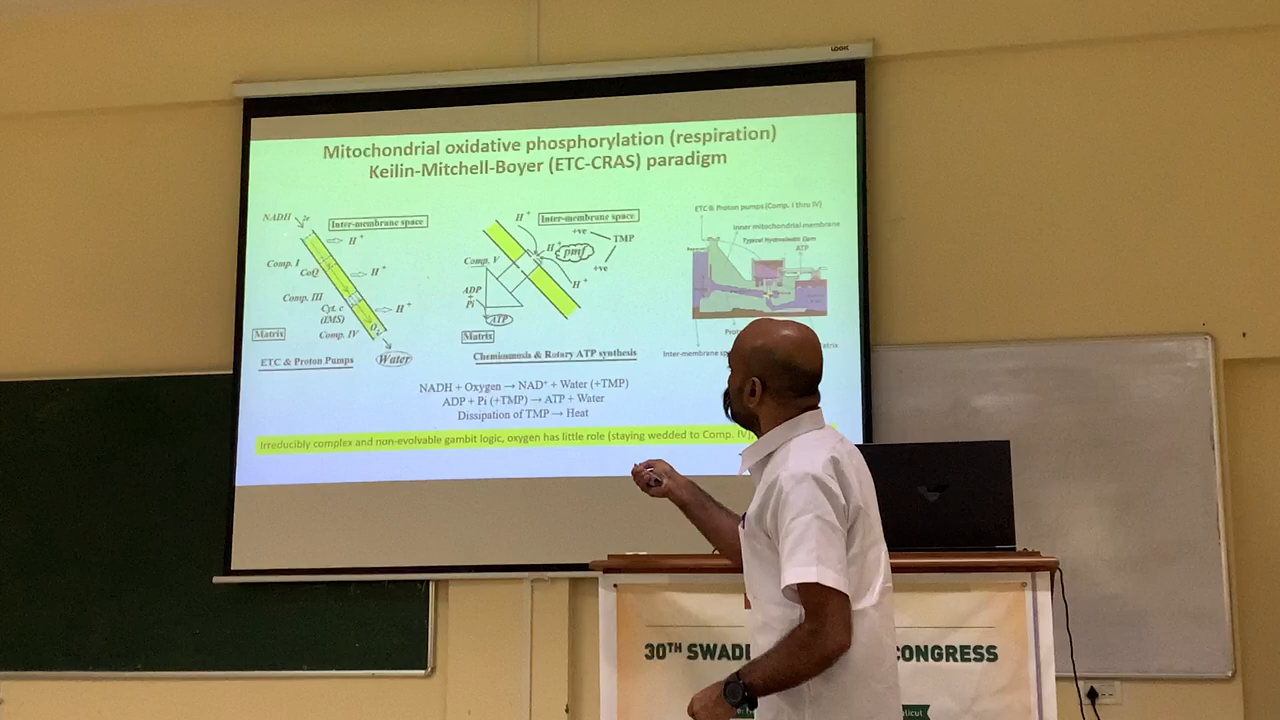 LOGIC
Mitochondrial oxidative phosphorylation (respiration)
Keilin-Mitchell-Boyer (ETC-CRAS) paradigm
NADH
2e
Inter-membrane space
H+
Comp. I
CoQ
H+
Comp. III
Cyt. c
(IMS)
H+
Matrix
Comp. IV
O2
Water
ETC & Proton Pumps
H+
Inter-membrane space
+ve
TMP
H+
pmf
+ve
Comp. V
H+
ADP
+
Pi
ATP
Matrix
Chemiosmosis & Rotary ATP synthesis
ETC & Proton pumps (Comp. I thru IV)
Inner mitochondrial membrane
Typical Hydroelectric Dam
ATP
Inter-membrane
NADH + Oxygen → NAD+ + Water (+TMP)
ADP + Pi (+TMP) → ATP + Water
Dissipation of TMP → Heat
Irreducibly complex and non-evolvable gambit logic, oxygen has little role (staying wedded to Comp. IV),
30TH SWAD
CONGRESS